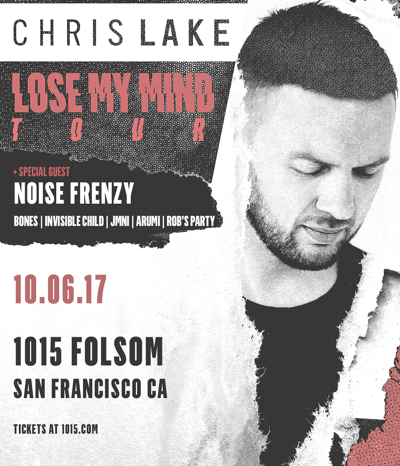 CHRIS LAKE
LOSE MY MIND
TOUR
+ SPECIAL GUEST
NOISE FRENZY
BONES | INVISIBLE CHILD | JMNI | ARUMI | ROB'S PARTY
10.06.17
1015 FOLSOM
SAN FRANCISCO CA
TICKETS AT 1015.COM